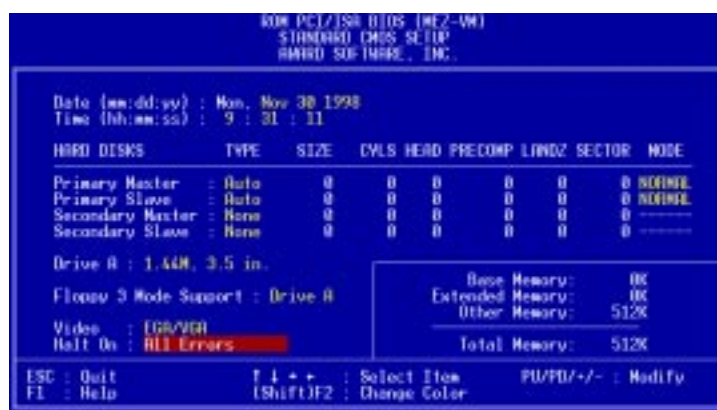 ROM PCI/ISA BIOS (MEZ-VM)
STANDARD CMOS SETUP
AWARD SOFTWARE, INC.
Date (mm:dd:yy) : Mon, Nov 30 1998
Time (hh:mm:ss) : 9 : 31 : 11
HARD DISKS TYPE SIZE CYLS HEAD PRECOMP LANDZ SECTOR MODE
Primary Master : Auto 0 0 0 0 0 0 NORMAL
Primary Slave : Auto 0 0 0 0 0 0 NORMAL
Secondary Master : None 0 0 0 0 0 0 ------
Secondary Slave : None 0 0 0 0 0 0 ------
Drive A : 1.44M, 3.5 in.
Floppy 3 Mode Support : Drive A
Video : EGA/VGA
Halt On : All Errors
Base Memory: 0K
Extended Memory: 0K
Other Memory: 512K
Total Memory: 512K
ESC : Quit ↑ ↓ → ← : Select Item PU/PD/+/- : Modify
F1 : Help (Shift)F2 : Change Color